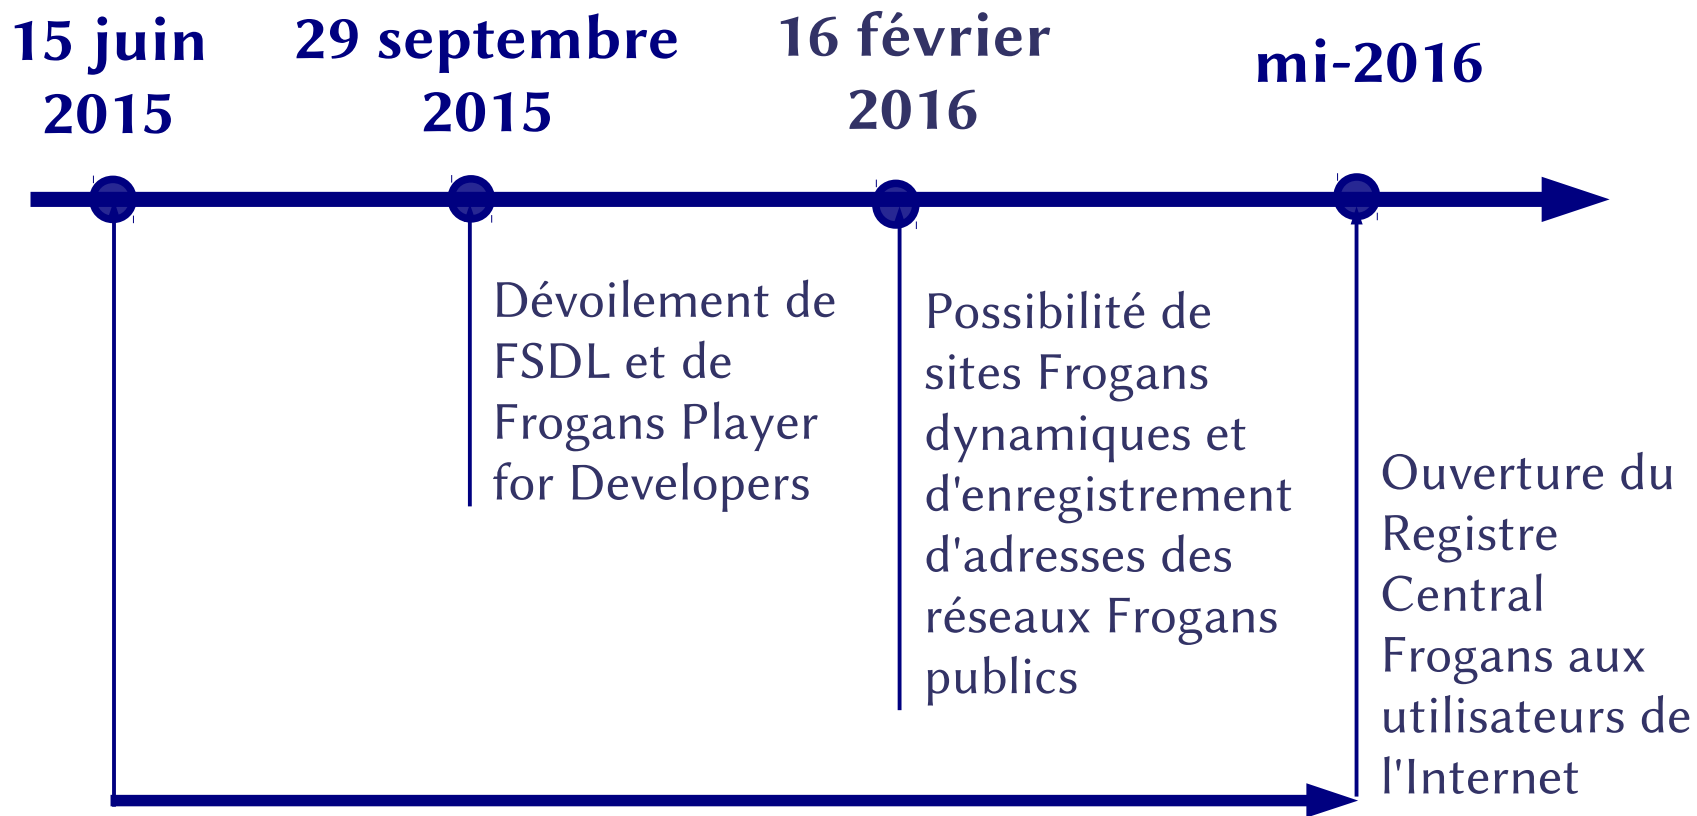 15 juin
2015
29 septembre
2015
16 février
2016
mi-2016
Dévoilement de
FSDL et de
Frogans Player
for Developers
Possibilité de
sites Frogans
dynamiques et
d'enregistrement
d'adresses des
réseaux Frogans
publics
Ouverture du
Registre
Central
Frogans aux
utilisateurs de
l'Internet